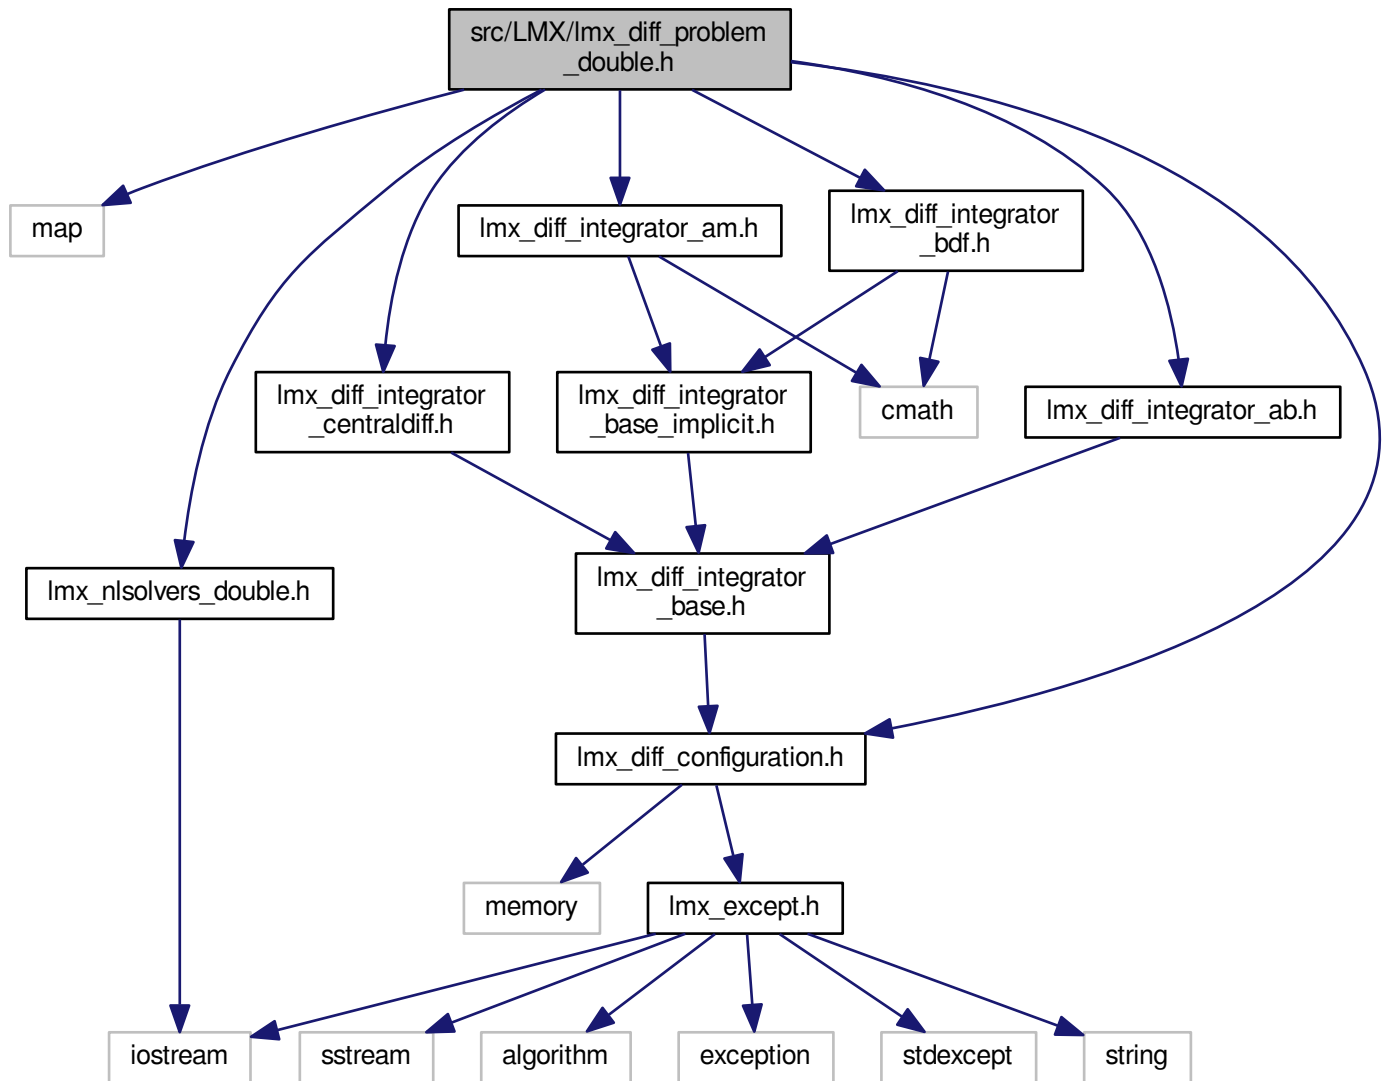 src/LMX/lmx_diff_problem
_double.h
map
lmx_diff_integrator_am.h
lmx_diff_integrator
_bdf.h
lmx_diff_integrator
_centraldiff.h
lmx_diff_integrator
_base_implicit.h
cmath
lmx_diff_integrator_ab.h
lmx_nlsolvers_double.h
lmx_diff_integrator
_base.h
lmx_diff_configuration.h
memory
lmx_except.h
iostream
sstream
algorithm
exception
stdexcept
string